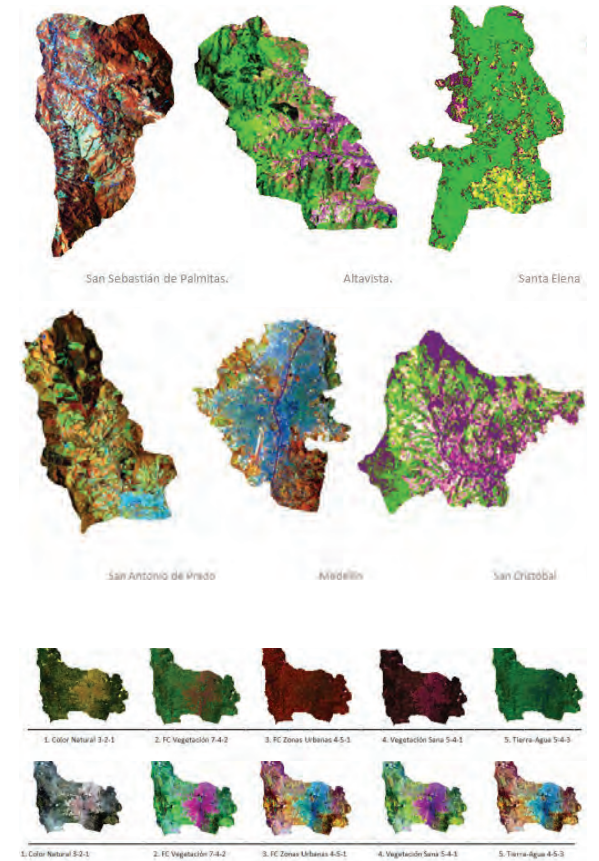 San Sebastián de Palmitas. Altavista. Santa Elena
San Antonio de Prado Medellín San Cristóbal
1. Color Natural 3-2-1 2. FC Vegetación 7-4-2 3. FC Zonas Urbenas 4-5-1 4. Vegetación Sana 5-4-1 5. Tierra-Agua 5-4-3
1. Color Natural 3-2-1 2. FC Vegetación 7-4-2 3. FC Zonas Urbanas 4-5-1 4. Vegetación Sana 5-4-1 5. Tierra-Agua 4-5-3